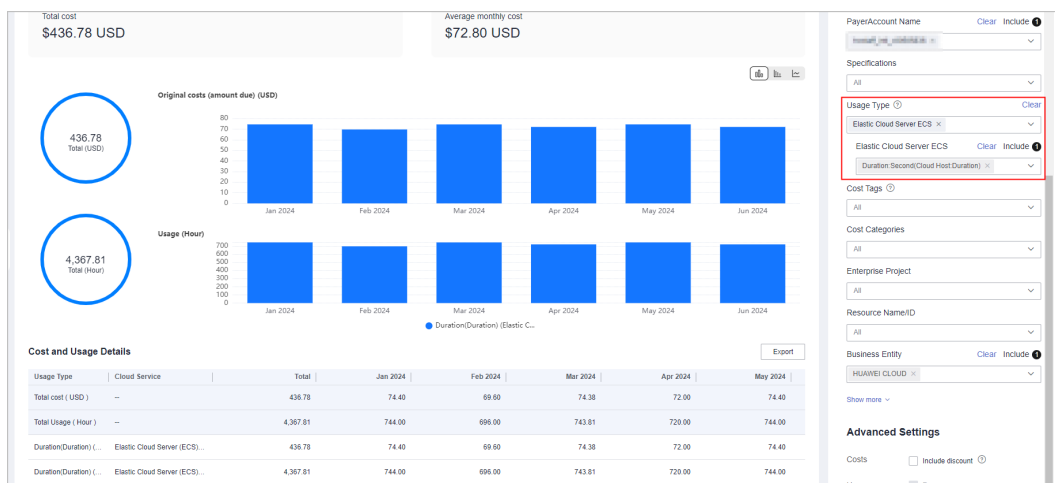 Total cost
$436.78 USD
Average monthly cost
$72.80 USD
Original costs (amount due) (USD)
436.78
Total (USD)
80
70
60
50
40
30
20
10
0
Jan 2024 Feb 2024 Mar 2024 Apr 2024 May 2024 Jun 2024
Usage (Hour)
4,367.81
Total (Hour)
700
600
500
400
300
200
100
0
Jan 2024 Feb 2024 Mar 2024 Apr 2024 May 2024 Jun 2024
Duration(Duration) (Elastic C...
Cost and Usage Details
Export
Usage Type Cloud Service Total Jan 2024 Feb 2024 Mar 2024 Apr 2024 May 2024
Total cost ( USD ) -- 436.78 74.40 69.60 74.38 72.00 74.40
Total Usage ( Hour ) -- 4,367.81 744.00 696.00 743.81 720.00 744.00
Duration(Duration) (... Elastic Cloud Server (ECS)... 436.78 74.40 69.60 74.38 72.00 74.40
Duration(Duration) (... Elastic Cloud Server (ECS)... 4,367.81 744.00 696.00 743.81 720.00 744.00
PayerAccount Name Clear Include 1
Specifications
All
Usage Type ? Clear
Elastic Cloud Server ECS ×
Elastic Cloud Server ECS Clear Include 1
Duration:Second(Cloud Host:Duration) ×
Cost Tags ?
All
Cost Categories
All
Enterprise Project
All
Resource Name/ID
All
Business Entity Clear Include 1
HUAWEI CLOUD ×
Show more
Advanced Settings
Costs Include discount ?